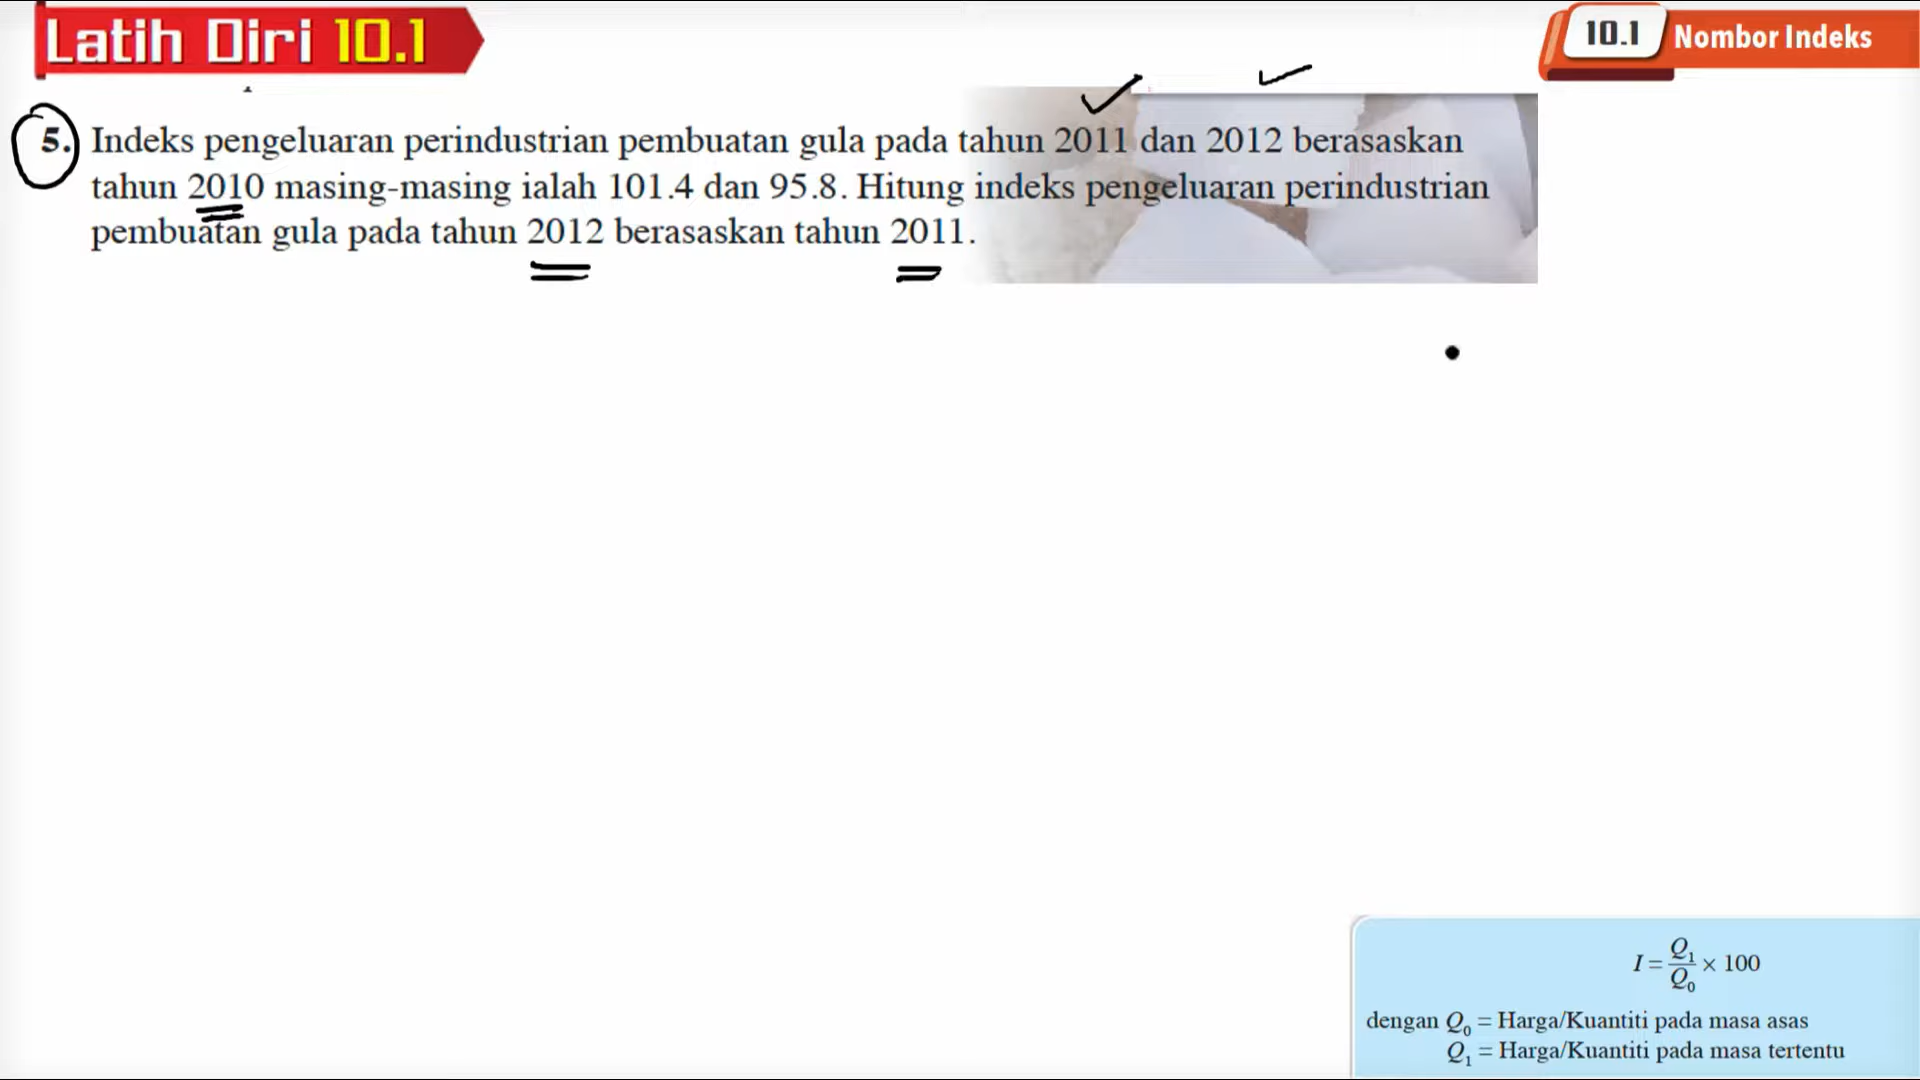 Latih Diri 10.1
10.1 Nombor Indeks
5. Indeks pengeluaran perindustrian pembuatan gula pada tahun 2011 dan 2012 berasaskan
tahun 2010 masing-masing ialah 101.4 dan 95.8. Hitung indeks pengeluaran perindustrian
pembuatan gula pada tahun 2012 berasaskan tahun 2011.
I = Q₁/Q₀ × 100
dengan Q₀ = Harga/Kuantiti pada masa asas
Q₁ = Harga/Kuantiti pada masa tertentu